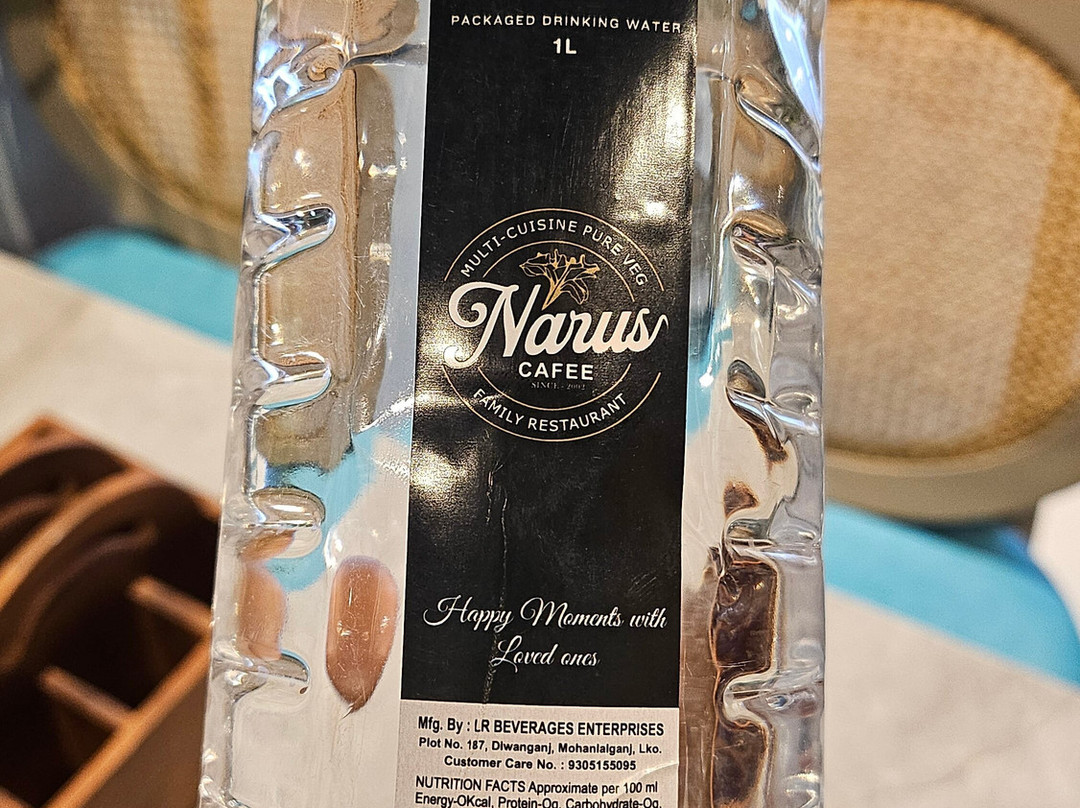 PACKAGED DRINKING WATER
1L
MULTI-CUISINE PURE VEG
Narus
CAFEE
SINCE - 2002
FAMILY RESTAURANT
Happy Moments with
Loved ones
Mfg. By : LR BEVERAGES ENTERPRISES
Plot No. 187, Diwanganj, Mohanlalganj, Lko.
Customer Care No. : 9305155095
NUTRITION FACTS Approximate per 100 ml
Energy-OKcal, Protein-Og, Carbohydrate-Og,